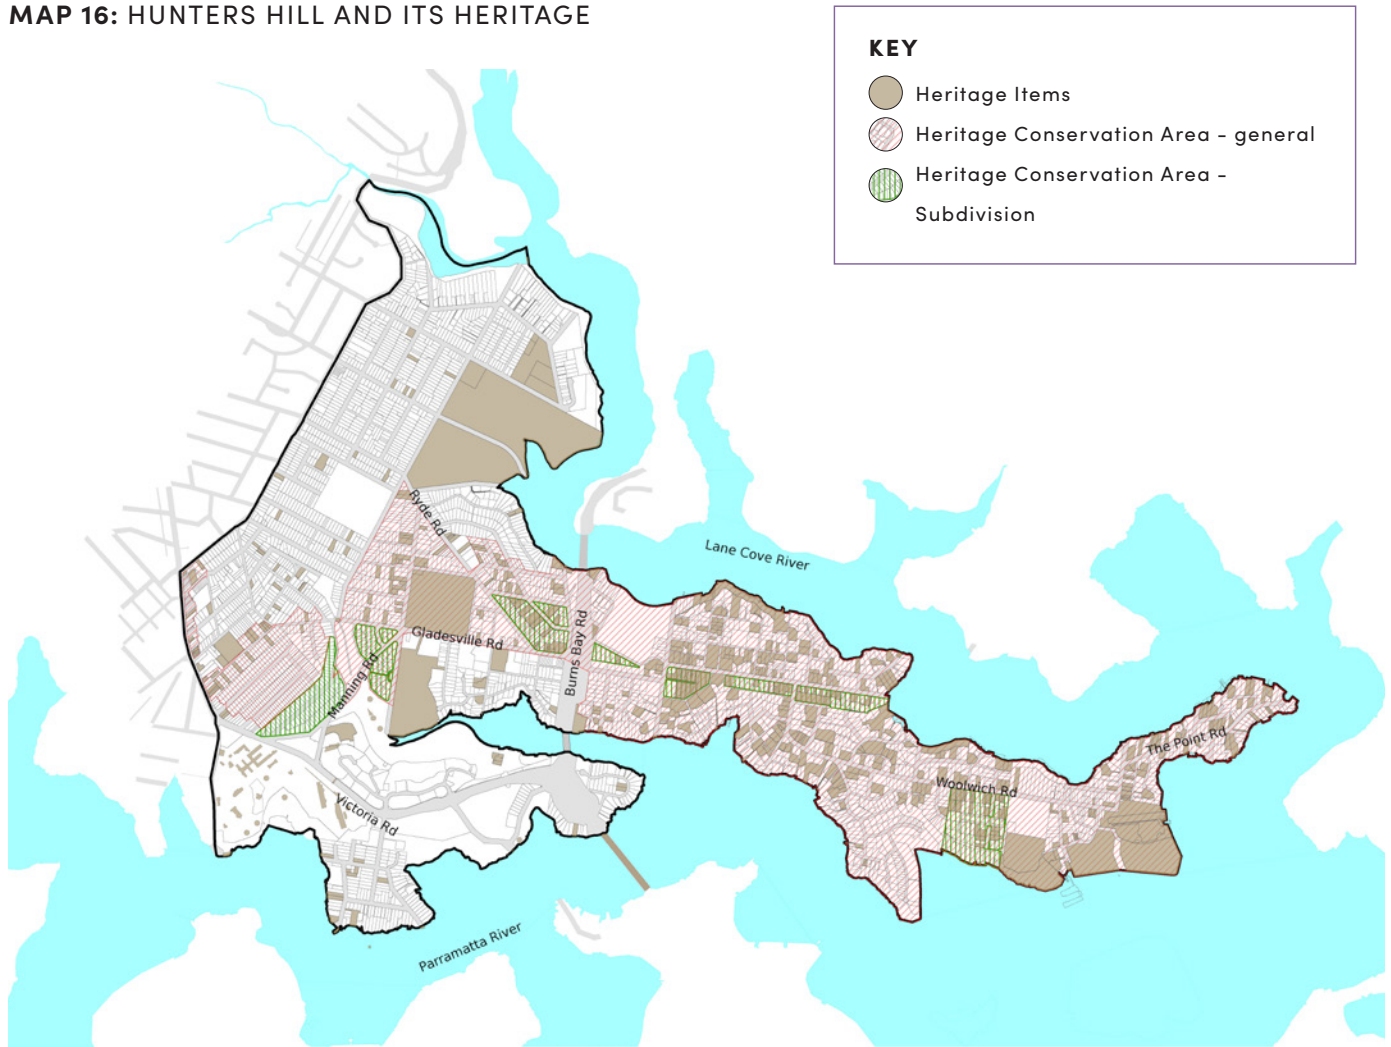 MAP 16: HUNTERS HILL AND ITS HERITAGE
KEY
Heritage Items
Heritage Conservation Area - general
Heritage Conservation Area -
Subdivision
Ryde Rd
Lane Cove River
Gladesville Rd
Burns Bay Rd
Manning Rd
The Point Rd
Woolwich Rd
Victoria Rd
Parramatta River